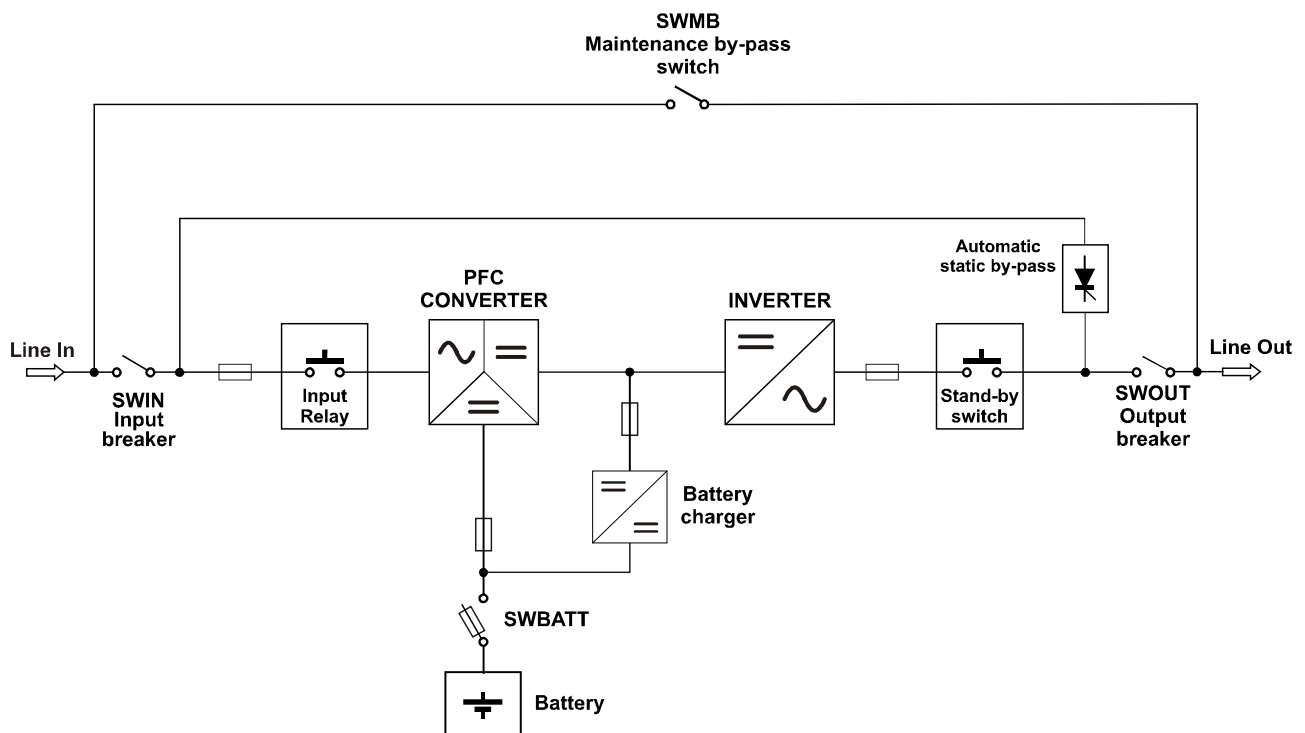 SWMB
Maintenance by-pass
switch
Automatic
static by-pass
PFC
CONVERTER
INVERTER
Line In
Line Out
SWIN
Input
breaker
Input
Relay
Stand-by
switch
SWOUT
Output
breaker
Battery
charger
SWBATT
Battery